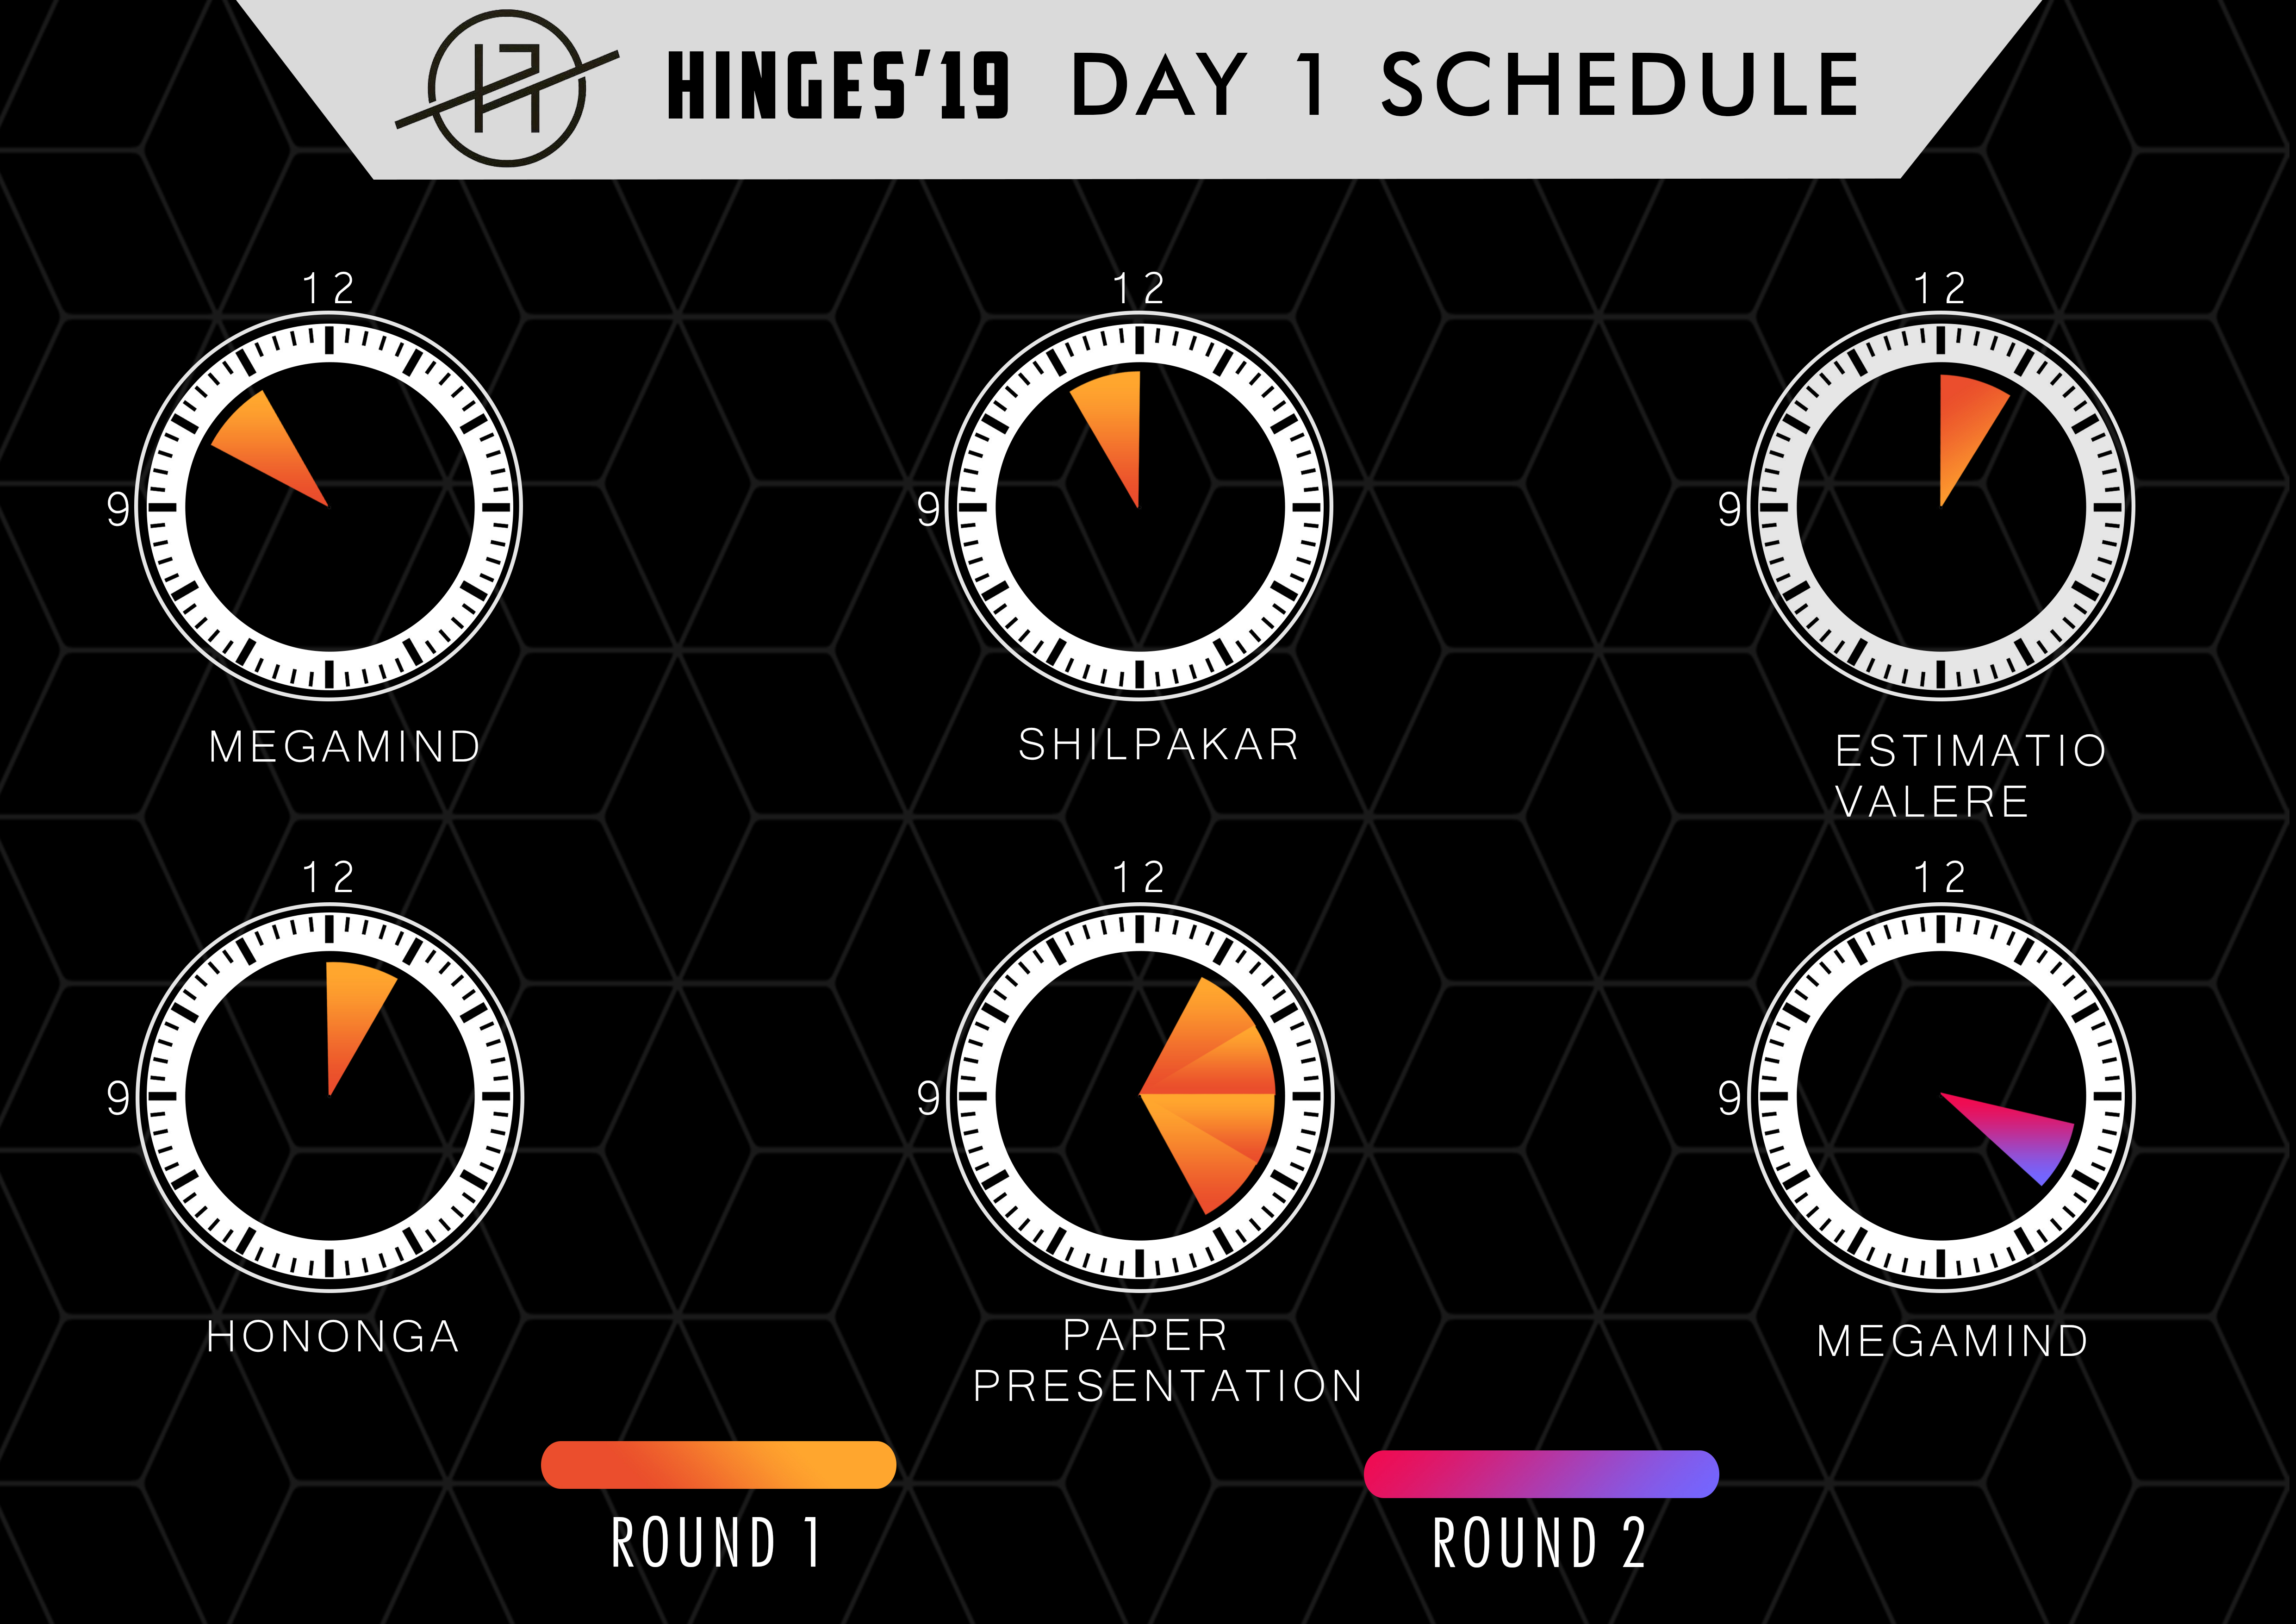 HINGES'19 DAY 1 SCHEDULE
12 12 12
9 9 9
MEGAMIND SHILPAKAR ESTIMATIO
VALERE
12 12 12
9 9 9
HONONGA PAPER MEGAMIND
PRESENTATION
ROUND 1 ROUND 2